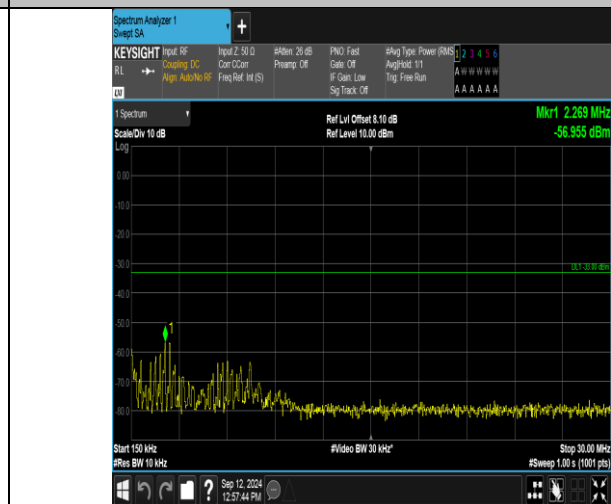 Spectrum Analyzer 1
Swept SA
+
KEYSIGHT Input: RF Input Z: 50 Ω #Atten: 26 dB PNO: Fast #Avg Type: Power (RMS 1 2 3 4 5 6
RL Coupling: DC Corr CCorr Preamp: Off Gate: Off Avg|Hold: 1/1 A W W W W W
Align: Auto/No RF Freq Ref: Int (S) IF Gain: Low Trig: Free Run
Sig Track: Off A A A A A A
LXI
1 Spectrum Ref Lvl Offset 8.10 dB Mkr1 2.269 MHz
Scale/Div 10 dB Ref Level 10.00 dBm -56.955 dBm
Log
0.00
-10.0
-20.0
-30.0
DL1 -33.00 dBm
-40.0
-50.0
1
-60.0
-70.0
-80.0
Start 150 kHz #Video BW 30 kHz* Stop 30.00 MHz
#Res BW 10 kHz #Sweep 1.00 s (1001 pts)
? Sep 12, 2024
12:57:44 PM